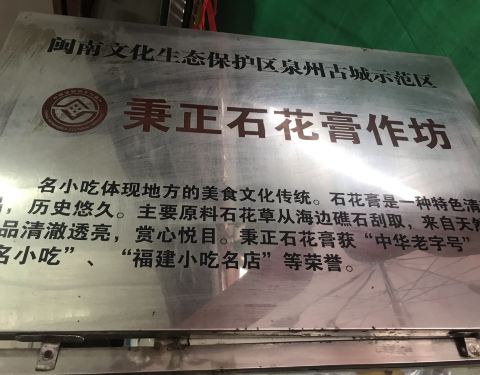 闽南文化生态保护区泉州古城示范区
秉正石花膏作坊
名小吃体现地方的美食文化传统。石花膏是一种特色清
品，历史悠久。主要原料石花草从海边礁石刮取，来自天然
品清澈透亮，赏心悦目。秉正石花膏获“中华老字号”
名小吃”、“福建小吃名店”等荣誉。